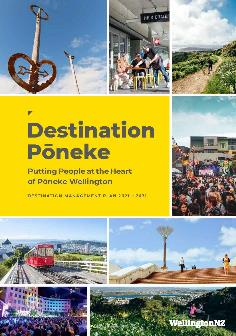 Destination
Pōneke
Putting People at the Heart
of Pōneke Wellington
DESTINATION MANAGEMENT PLAN 2021 - 2031
WellingtonNZ